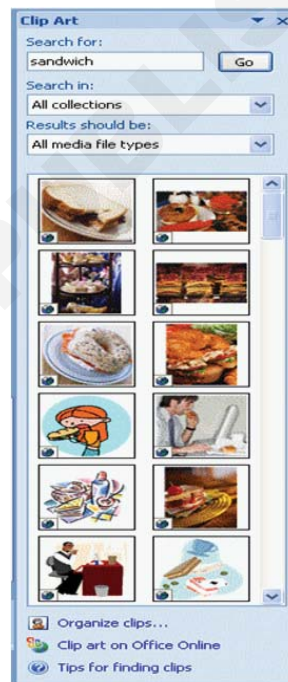 Clip Art
Search for:
sandwich
Go
Search in:
All collections
Results should be:
All media file types
Organize clips...
Clip art on Office Online
Tips for finding clips